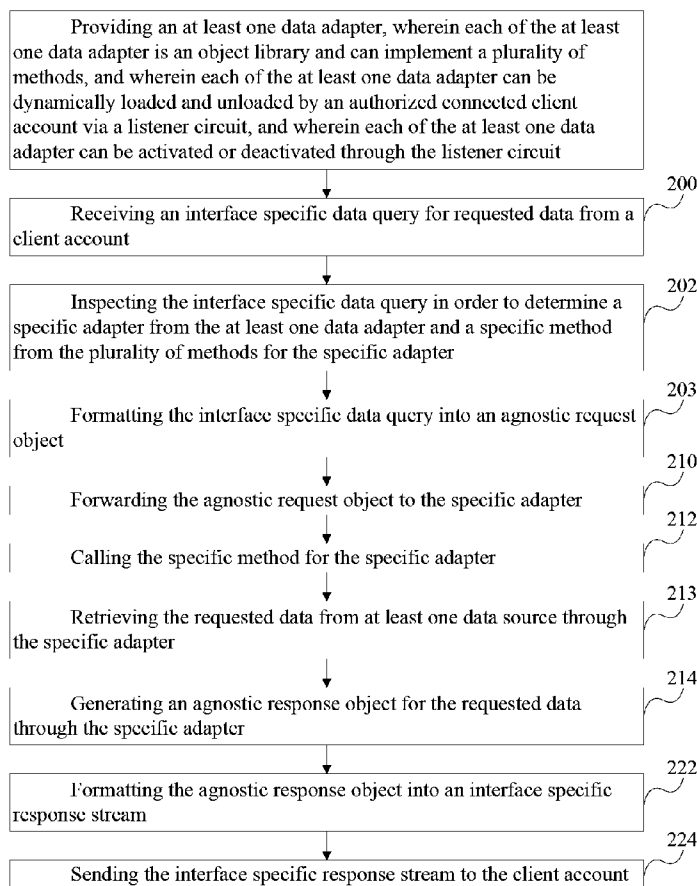 Providing an at least one data adapter, wherein each of the at least
one data adapter is an object library and can implement a plurality of
methods, and wherein each of the at least one data adapter can be
dynamically loaded and unloaded by an authorized connected client
account via a listener circuit, and wherein each of the at least one data
adapter can be activated or deactivated through the listener circuit
200
Receiving an interface specific data query for requested data from a
client account
202
Inspecting the interface specific data query in order to determine a
specific adapter from the at least one data adapter and a specific method
from the plurality of methods for the specific adapter
203
Formatting the interface specific data query into an agnostic request
object
210
Forwarding the agnostic request object to the specific adapter
212
Calling the specific method for the specific adapter
213
Retrieving the requested data from at least one data source through
the specific adapter
214
Generating an agnostic response object for the requested data
through the specific adapter
222
Formatting the agnostic response object into an interface specific
response stream
224
Sending the interface specific response stream to the client account